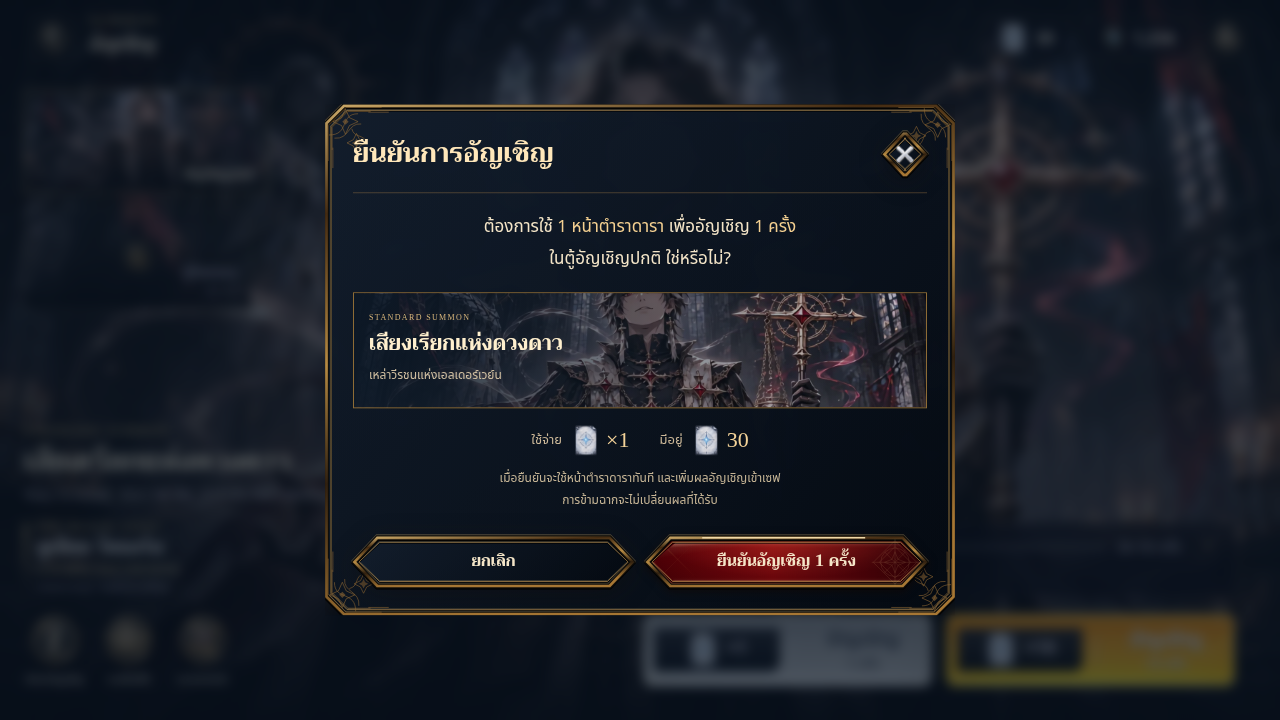 ยืนยันการอัญเชิญ
ต้องการใช้ 1 หน้าตำราดารา เพื่ออัญเชิญ 1 ครั้ง
ในตู้อัญเชิญปกติ ใช่หรือไม่?
STANDARD SUMMON
เสียงเรียกแห่งดวงดาว
เหล่าวีรชนแห่งเอลเดอร์เวย์น
ใช้จ่าย ×1 มีอยู่ 30
เมื่อยืนยันจะใช้หน้าตำราดาราทันที และเพิ่มผลอัญเชิญเข้าเซฟ
การข้ามฉากจะไม่เปลี่ยนผลที่ได้รับ
ยกเลิก
ยืนยันอัญเชิญ 1 ครั้ง